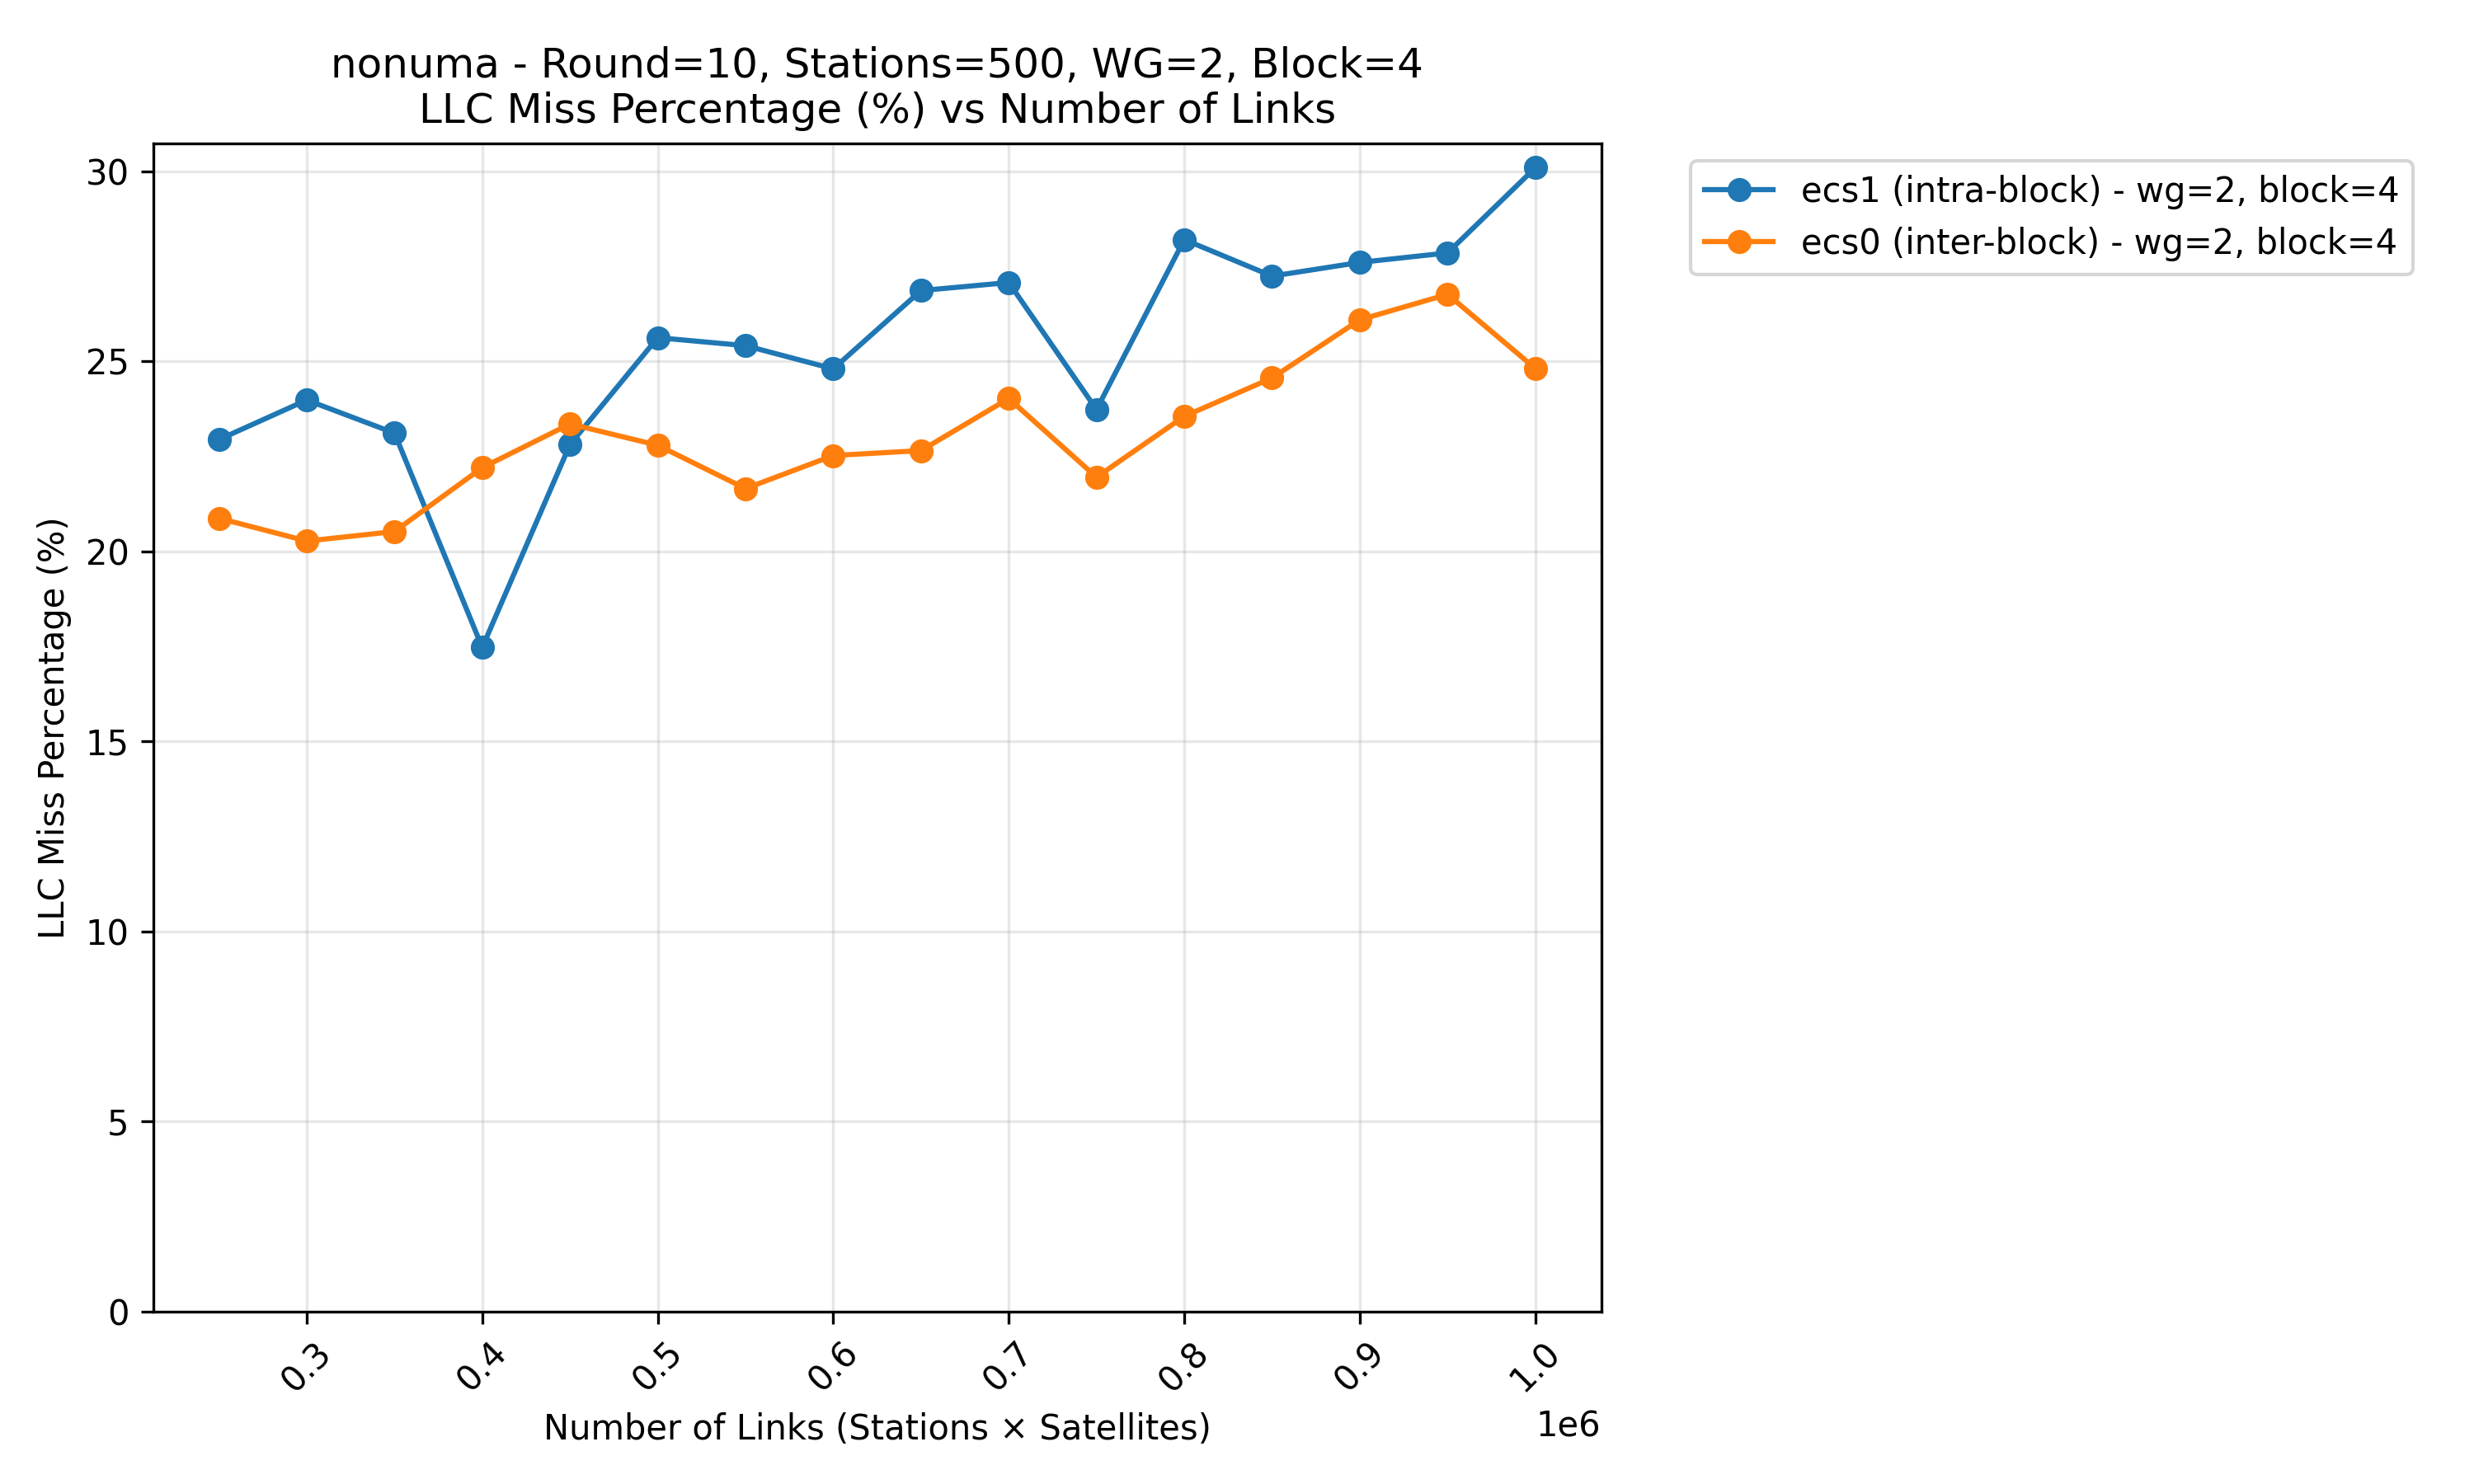 nonuma - Round=10, Stations=500, WG=2, Block=4
LLC Miss Percentage (%) vs Number of Links
ecs1 (intra-block) - wg=2, block=4
ecs0 (inter-block) - wg=2, block=4
LLC Miss Percentage (%)
30
25
20
15
10
5
0
0.3 0.4 0.5 0.6 0.7 0.8 0.9 1.0
1e6
Number of Links (Stations × Satellites)